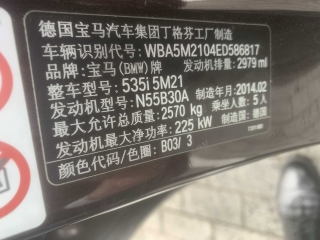 德国宝马汽车集团丁格芬工厂制造
车辆识别代号: WBA5M2104ED586817
品牌: 宝马(BMW)牌 发动机排量: 2979 ml
整车型号: 535i 5M21
发动机型号: N55B30A 制造年月: 2014.02
最大允许总质量: 2570 kg 乘坐人数: 5 人
发动机最大净功率: 225 kW 制造国: 德国
颜色代码/色圈: B03/ 3